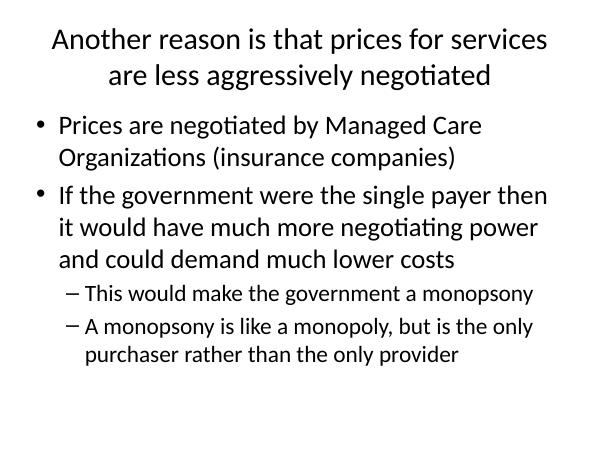 Another reason is that prices for services
are less aggressively negotiated
• Prices are negotiated by Managed Care
Organizations (insurance companies)
• If the government were the single payer then
it would have much more negotiating power
and could demand much lower costs
– This would make the government a monopsony
– A monopsony is like a monopoly, but is the only
purchaser rather than the only provider